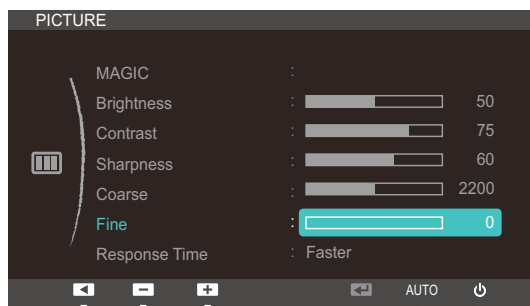 PICTURE
MAGIC :
Brightness : 50
Contrast : 75
Sharpness : 60
Coarse : 2200
Fine : 0
Response Time : Faster
AUTO